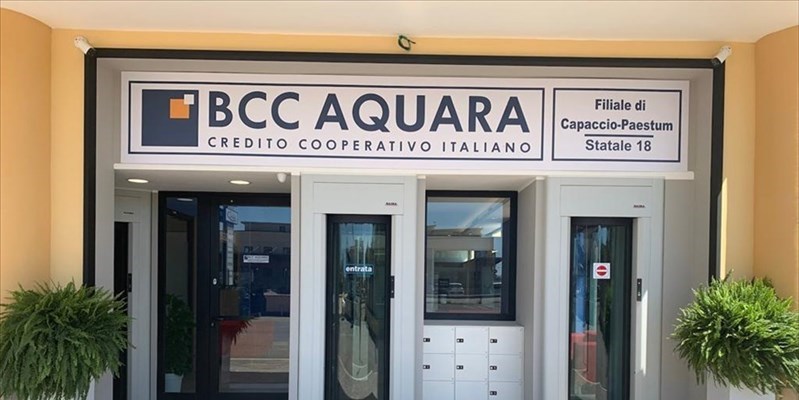 BCC AQUARA
CREDITO COOPERATIVO ITALIANO
Filiale di
Capaccio-Paestum
Statale 18
entrata